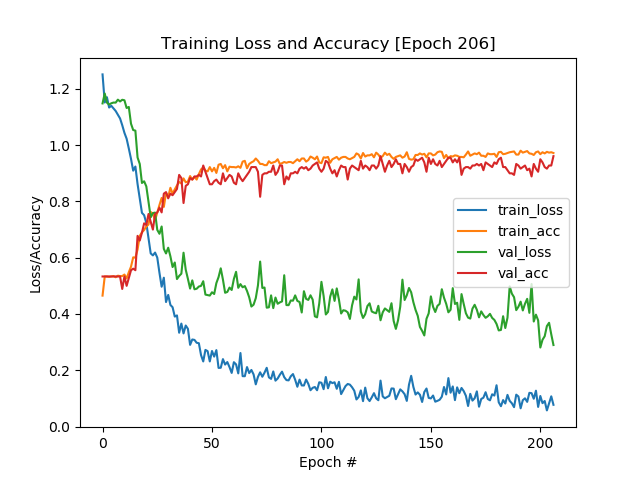 Training Loss and Accuracy [Epoch 206]
Loss/Accuracy
1.2
1.0
0.8
0.6
0.4
0.2
0.0
train_loss
train_acc
val_loss
val_acc
0 50 100 150 200
Epoch #